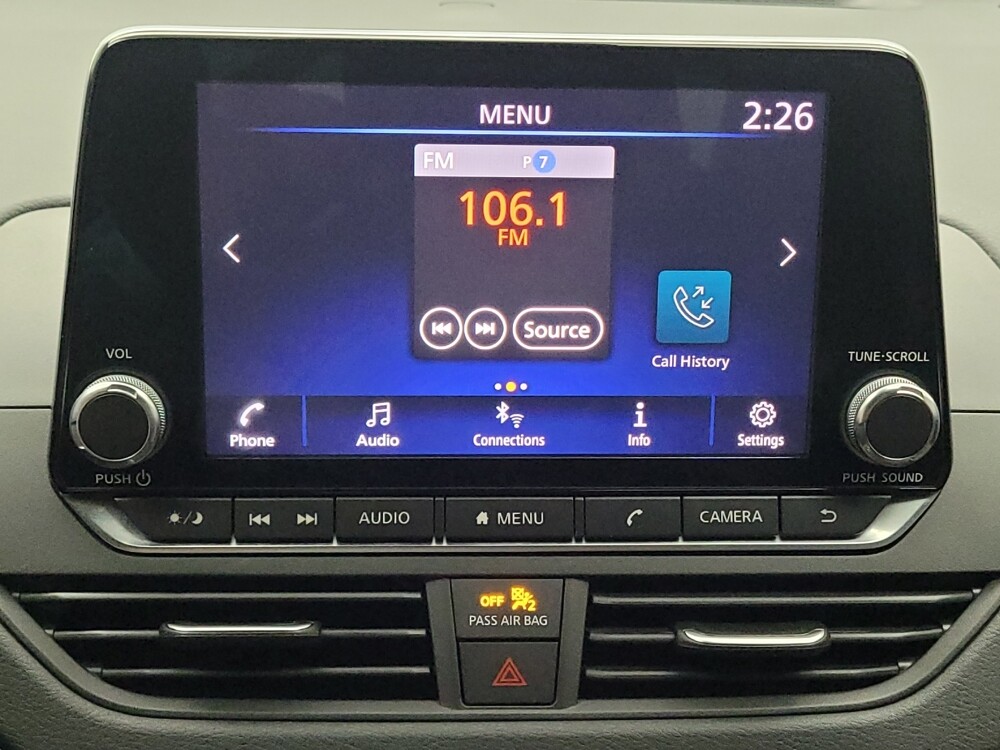 MENU
2:26
FM P 7
106.1
FM
Source
Call History
VOL
TUNE·SCROLL
Phone
Audio
Connections
Info
Settings
PUSH
PUSH SOUND
AUDIO
MENU
CAMERA
OFF 2
PASS AIR BAG